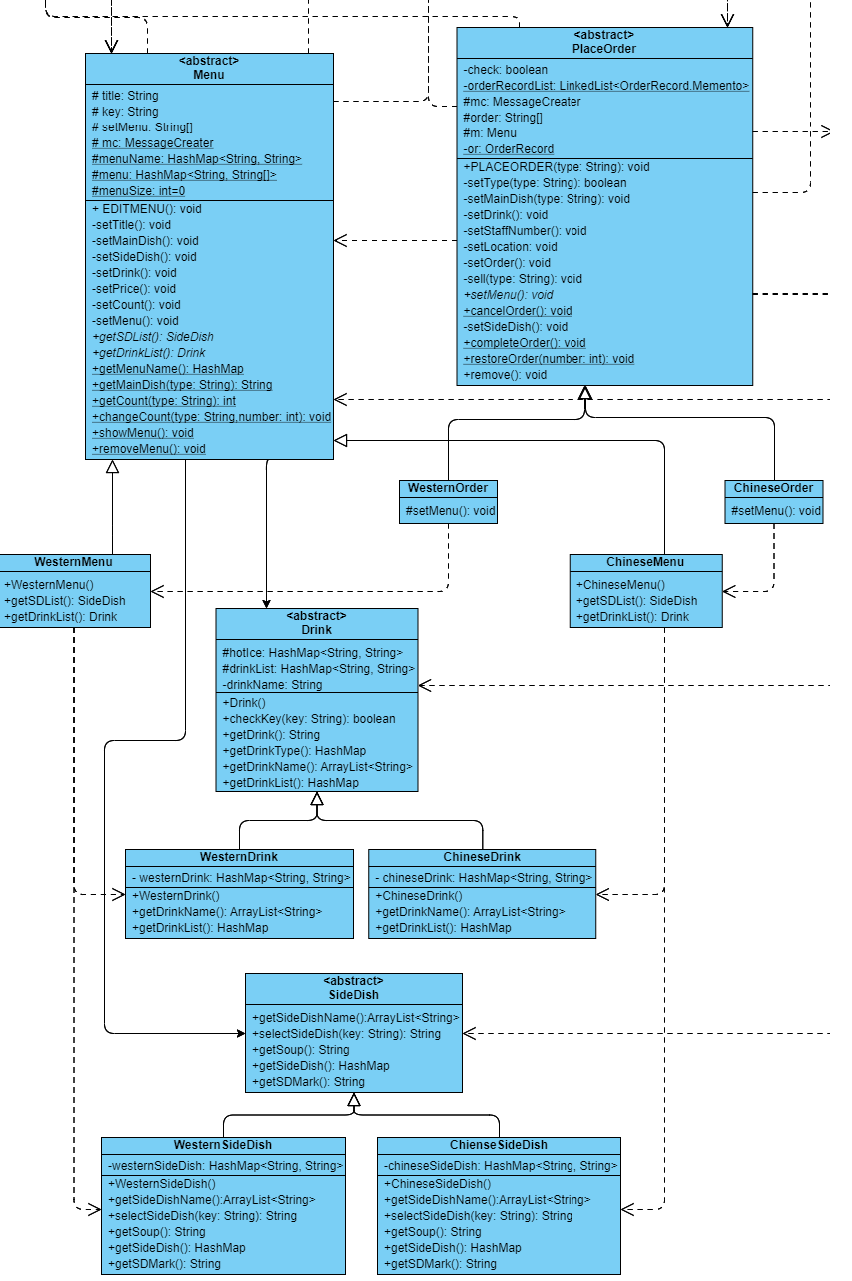 <abstract>
Menu
# title: String
# key: String
# setMenu: String[]
# mc: MessageCreater
#menuName: HashMap<String, String>
#menu: HashMap<String, String[]>
#menuSize: int=0
+ EDITMENU(): void
-setTitle(): void
-setMainDish(): void
-setSideDish(): void
-setDrink(): void
-setPrice(): void
-setCount(): void
-setMenu(): void
+getSDList(): SideDish
+getDrinkList(): Drink
+getMenuName(): HashMap
+getMainDish(type: String): String
+getCount(type: String): int
+changeCount(type: String,number: int): void
+showMenu(): void
+removeMenu(): void
<abstract>
PlaceOrder
-check: boolean
-orderRecordList: LinkedList<OrderRecord.Memento>
#mc: MessageCreater
#order: String[]
#m: Menu
-or: OrderRecord
+PLACEORDER(type: String): void
-setType(type: String): boolean
-setMainDish(type: String): void
-setDrink(): void
-setStaffNumber(): void
-setLocation: void
-setOrder(): void
-sell(type: String): void
+setMenu(): void
+cancelOrder(): void
-setSideDish(): void
+completeOrder(): void
+restoreOrder(number: int): void
+remove(): void
WesternOrder
#setMenu(): void
ChineseOrder
#setMenu(): void
WesternMenu
+WesternMenu()
+getSDList(): SideDish
+getDrinkList(): Drink
ChineseMenu
+ChineseMenu()
+getSDList(): SideDish
+getDrinkList(): Drink
<abstract>
Drink
#hotIce: HashMap<String, String>
#drinkList: HashMap<String, String>
-drinkName: String
+Drink()
+checkKey(key: String): boolean
+getDrink(): String
+getDrinkType(): HashMap
+getDrinkName(): ArrayList<String>
+getDrinkList(): HashMap
WesternDrink
- westernDrink: HashMap<String, String>
+WesternDrink()
+getDrinkName(): ArrayList<String>
+getDrinkList(): HashMap
ChineseDrink
- chineseDrink: HashMap<String, String>
+ChineseDrink()
+getDrinkName(): ArrayList<String>
+getDrinkList(): HashMap
<abstract>
SideDish
+getSideDishName():ArrayList<String>
+selectSideDish(key: String): String
+getSoup(): String
+getSideDish(): HashMap
+getSDMark(): String
WesternSideDish
-westernSideDish: HashMap<String, String>
+WesternSideDish()
+getSideDishName():ArrayList<String>
+selectSideDish(key: String): String
+getSoup(): String
+getSideDish(): HashMap
+getSDMark(): String
ChienseSideDish
-chineseSideDish: HashMap<String, String>
+ChineseSideDish()
+getSideDishName():ArrayList<String>
+selectSideDish(key: String): String
+getSoup(): String
+getSideDish(): HashMap
+getSDMark(): String